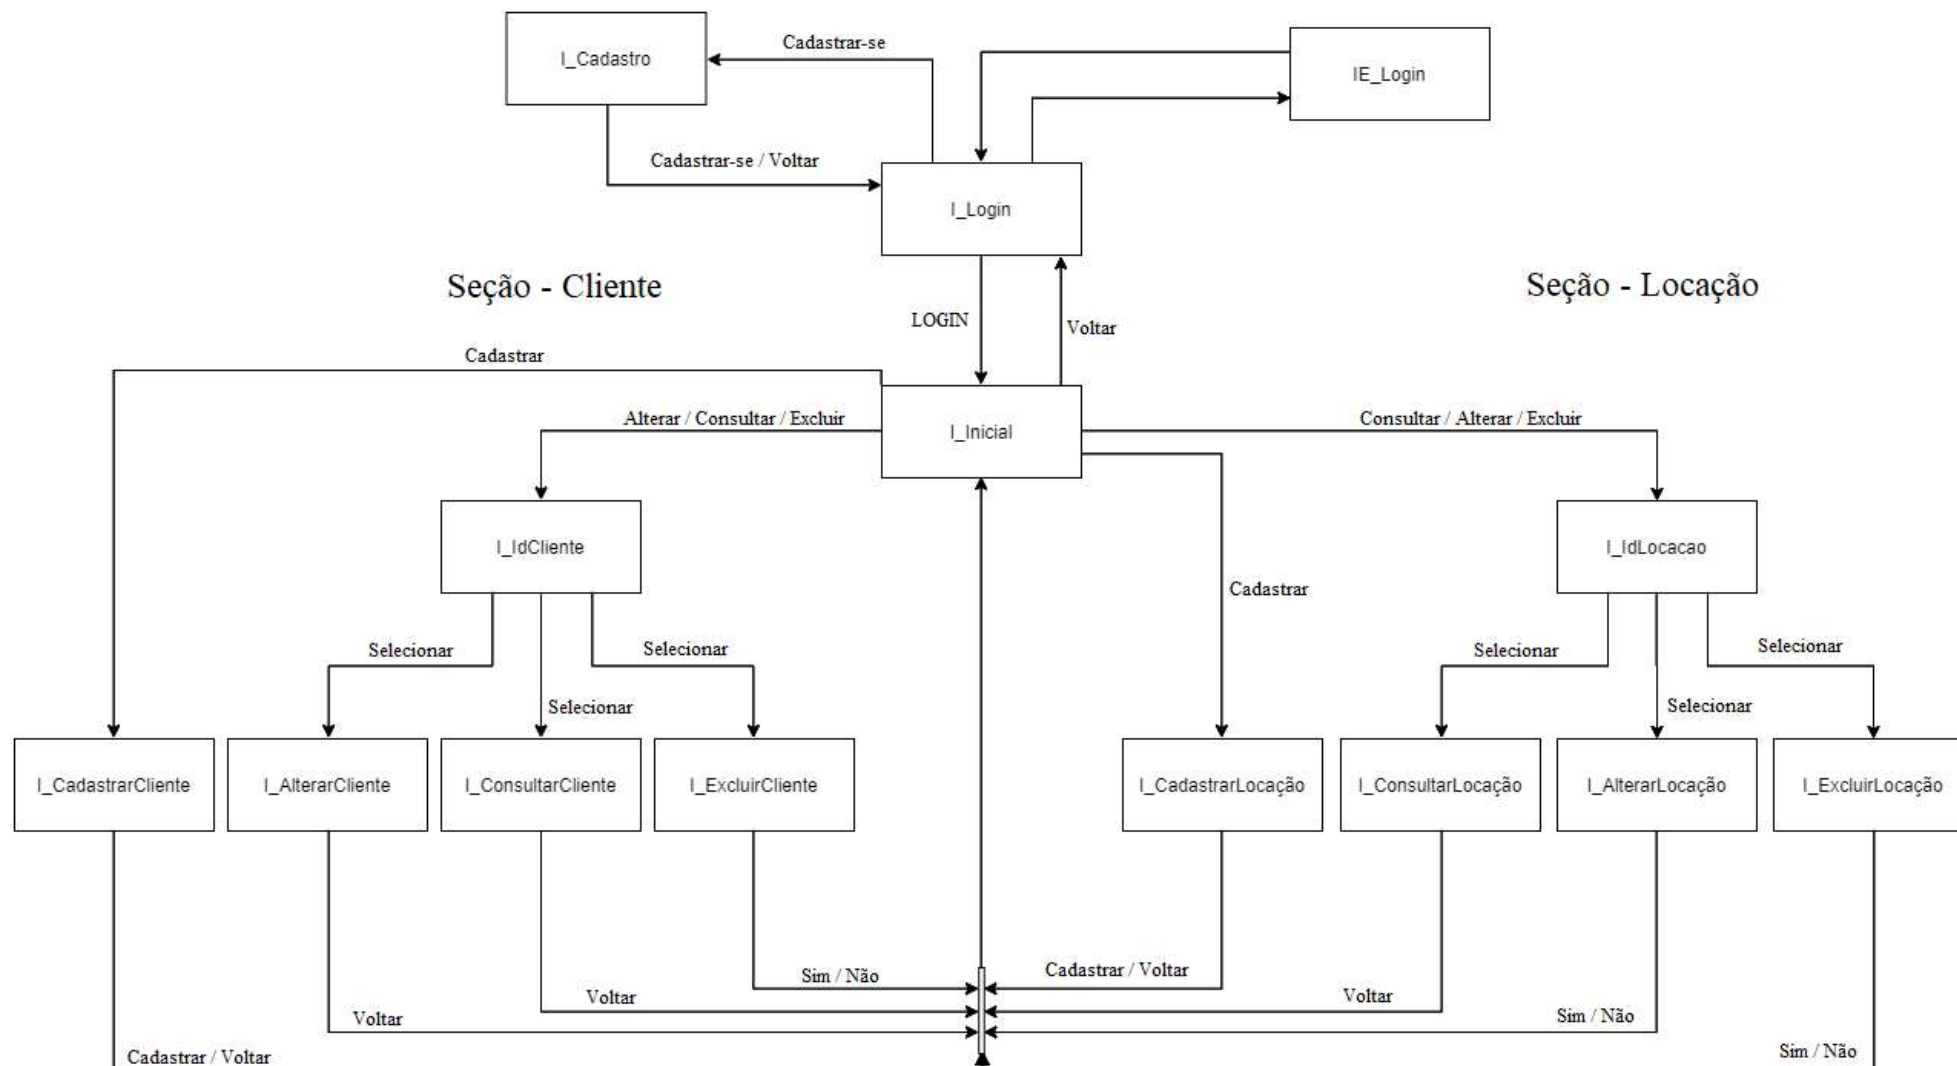 Cadastrar-se
I_Cadastro
IE_Login
Cadastrar-se / Voltar
I_Login
Seção - Cliente
Seção - Locação
LOGIN
Voltar
Cadastrar
Alterar / Consultar / Excluir
I_Inicial
Consultar / Alterar / Excluir
I_IdCliente
I_IdLocacao
Cadastrar
Selecionar
Selecionar
Selecionar
Selecionar
Selecionar
Selecionar
I_CadastrarCliente
I_AlterarCliente
I_ConsultarCliente
I_ExcluirCliente
I_CadastrarLocação
I_ConsultarLocação
I_AlterarLocação
I_ExcluirLocação
Sim / Não
Cadastrar / Voltar
Voltar
Voltar
Voltar
Sim / Não
Cadastrar / Voltar
Sim / Não